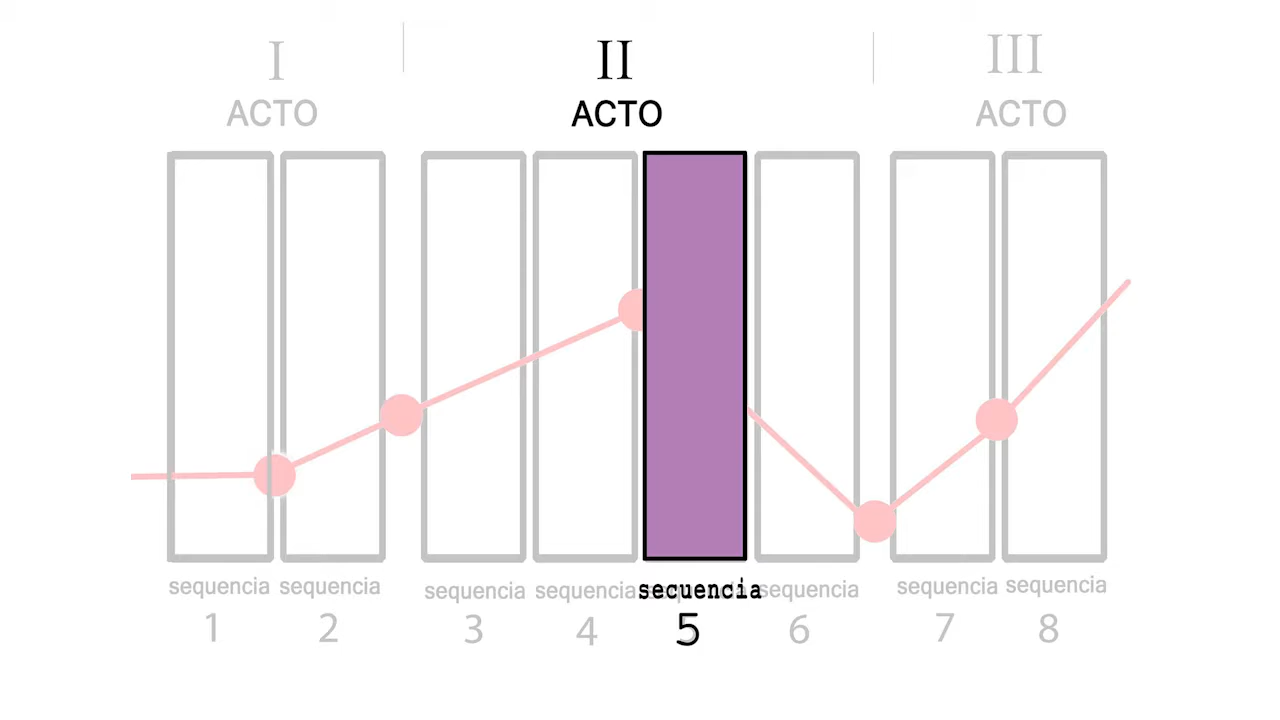 I II III
ACTO ACTO ACTO
sequencia sequencia sequencia sequencia sequencia sequencia sequencia sequencia
1 2 3 4 5 6 7 8